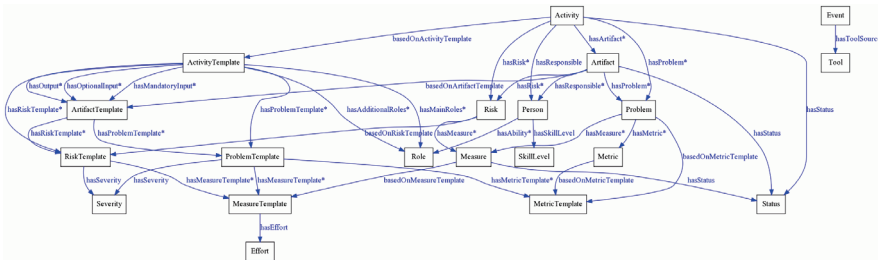 Activity
Event
basedOnActivityTemplate
hasArtifact*
hasToolSource
ActivityTemplate
hasRisk*
hasResponsible
Artifact
hasProblem*
Tool
hasOutput*
hasOptionalInput*
hasMandatoryInput*
basedOnArtifactTemplate
hasRisk*
hasResponsible*
hasProblem*
hasRiskTemplate*
ArtifactTemplate
hasProblemTemplate*
hasAdditionalRoles*
hasMainRoles*
Risk
Person
Problem
hasStatus
hasRiskTemplate*
hasProblemTemplate*
basedOnRiskTemplate
hasMeasure*
hasAbility*
hasSkillLevel
hasMeasure*
hasMetric*
hasStatus
RiskTemplate
ProblemTemplate
Role
Measure
SkillLevel
Metric
basedOnMetricTemplate
hasSeverity
hasSeverity
hasMeasureTemplate*
hasMeasureTemplate*
basedOnMeasureTemplate
hasMetricTemplate*
basedOnMetricTemplate
hasStatus
Severity
MeasureTemplate
MetricTemplate
Status
hasEffort
Effort